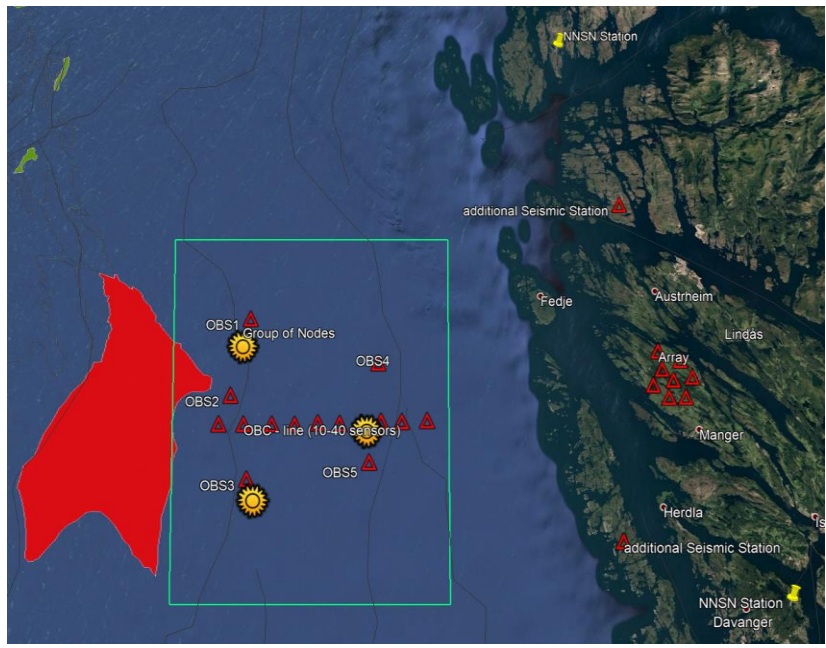 NNSN Station
additional Seismic Station
Fedje
Austrheim
OBS1
Group of Nodes
Lindås
OBS4
Array
OBS2
OBC - line (10-40 sensors)
Manger
OBS5
OBS3
Herdla
Is
additional Seismic Station
NNSN Station
Davanger